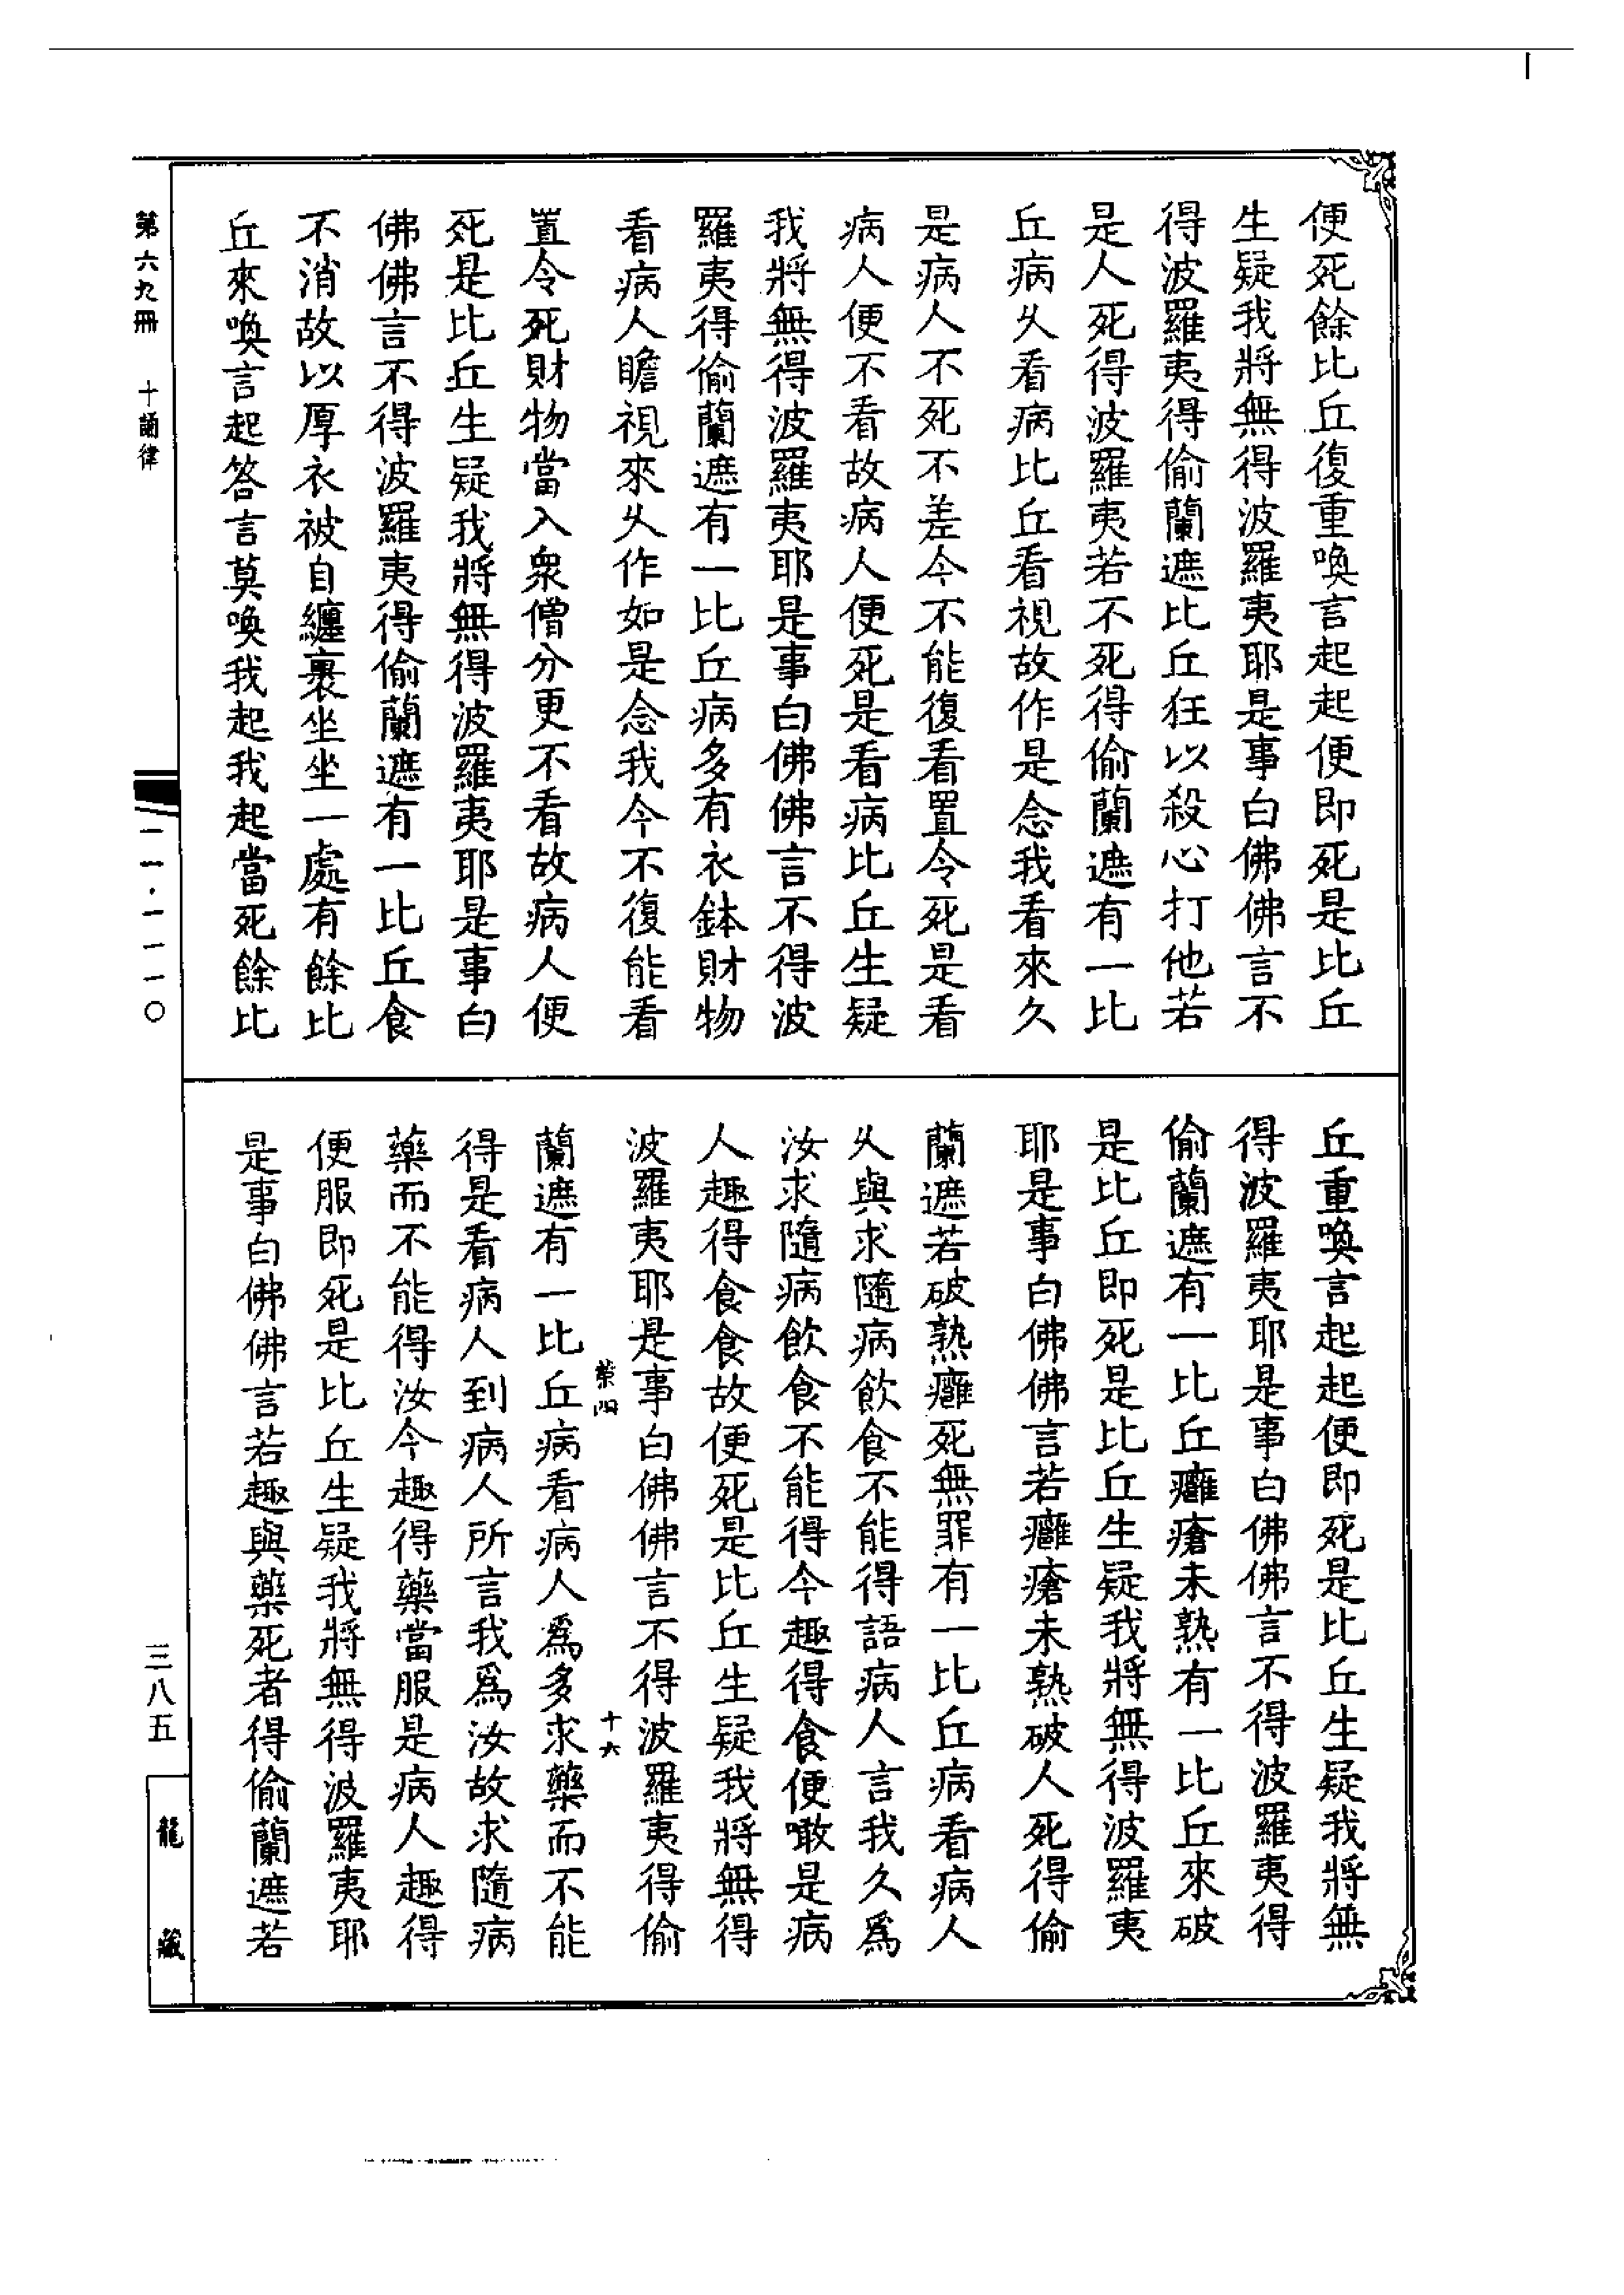 便死餘比丘復重喚言起起便即死是比丘
生疑我將無得波羅夷耶是事白佛佛言不
得波羅夷得偷蘭遮比丘狂以殺心打他若
是人死得波羅夷若不死得偷蘭遮有一比
丘病乆看病比丘看視故作是念我看來久
是病人不死不差今不能復看置令死是看
病人便不看故病人便死是看病比丘生疑
我將無得波羅夷耶是事白佛佛言不得波
羅夷得偷蘭遮有一比丘病多有衣鉢財物
看病人瞻視來乆作如是念我今不復能看
置令死財物當入衆僧分更不看故病人便
死是比丘生疑我將無得波羅夷耶是事白
佛佛言不得波羅夷得偷蘭遮有一比丘食
不消故以厚衣被自纏裹坐坐一處有餘比
丘來喚言起答言莫喚我起我起當死餘比
丘重喚言起起便即死是比丘生疑我將無
得波羅夷耶是事白佛佛言不得波羅夷得
偷蘭遮有一比丘癰瘡未熟有一比丘來破
是比丘即死是比丘生疑我將無得波羅夷
耶是事白佛佛言若癰瘡未熟破人死得偷
蘭遮若破熟癰死無罪有一比丘病看病人
乆與求隨病飲食不能得語病人言我久爲
汝求隨病飲食不能得今趣得食便噉是病
人趣得食食故便死是比丘生疑我將無得
波羅夷耶是事白佛佛言不得波羅夷得偷
紫四 十六
蘭遮有一比丘病看病人爲多求藥而不能
得是看病人到病人所言我爲汝故求隨病
藥而不能得汝今趣得藥當服是病人趣得
便服即死是比丘生疑我將無得波羅夷耶
是事白佛佛言若趣與藥死者得偷蘭遮若
第六九冊 十誦律
一一·一一一〇
三八五
龍藏